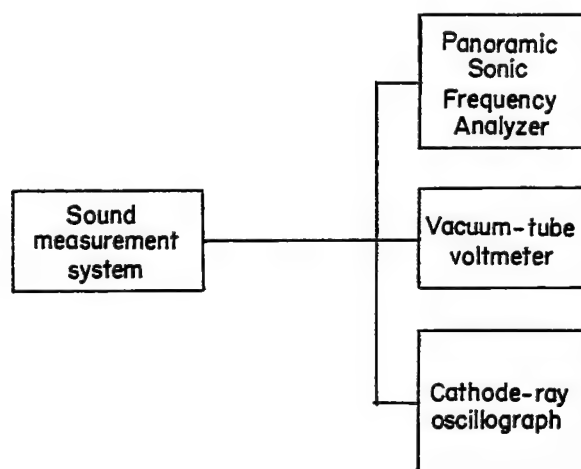 Panoramic
Sonic
Frequency
Analyzer
Sound
measurement
system
Vacuum-tube
voltmeter
Cathode-ray
oscillograph